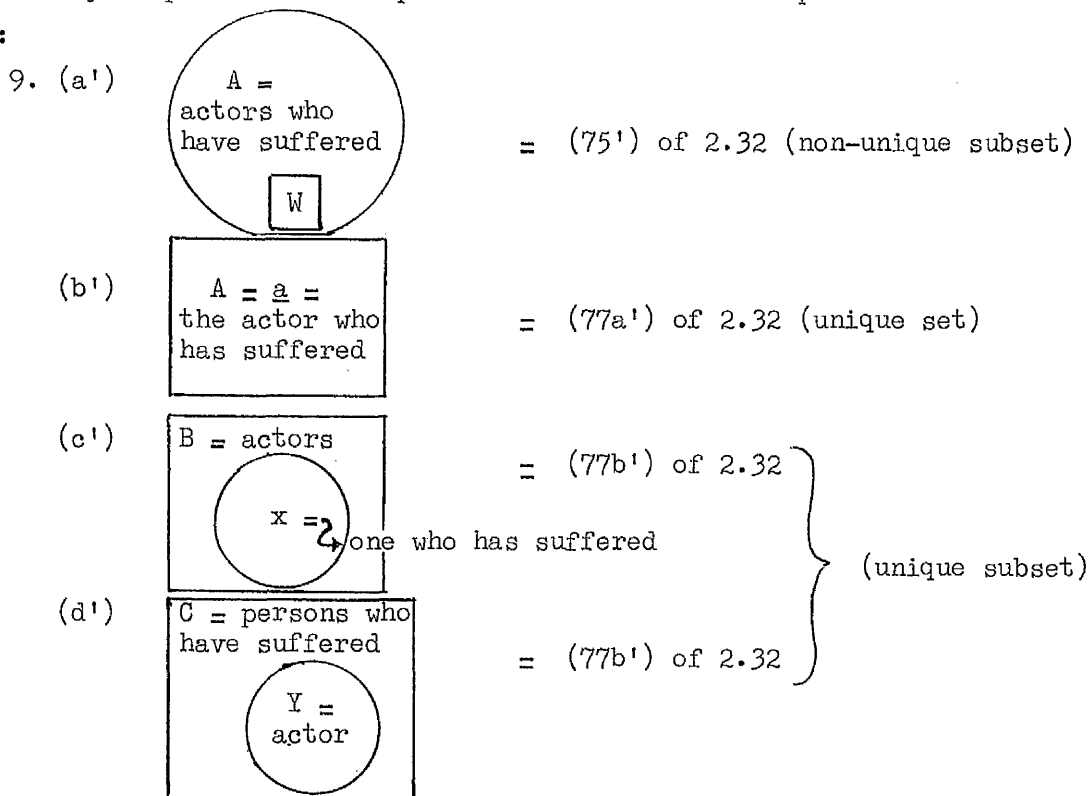 :
9. (a')
A =
actors who
have suffered
W
= (75') of 2.32 (non-unique subset)
(b')
A = a =
the actor who
has suffered
= (77a') of 2.32 (unique set)
(c')
B = actors
x =
one who has suffered
= (77b') of 2.32
(unique subset)
(d')
C = persons who
have suffered
Y =
actor
= (77b') of 2.32